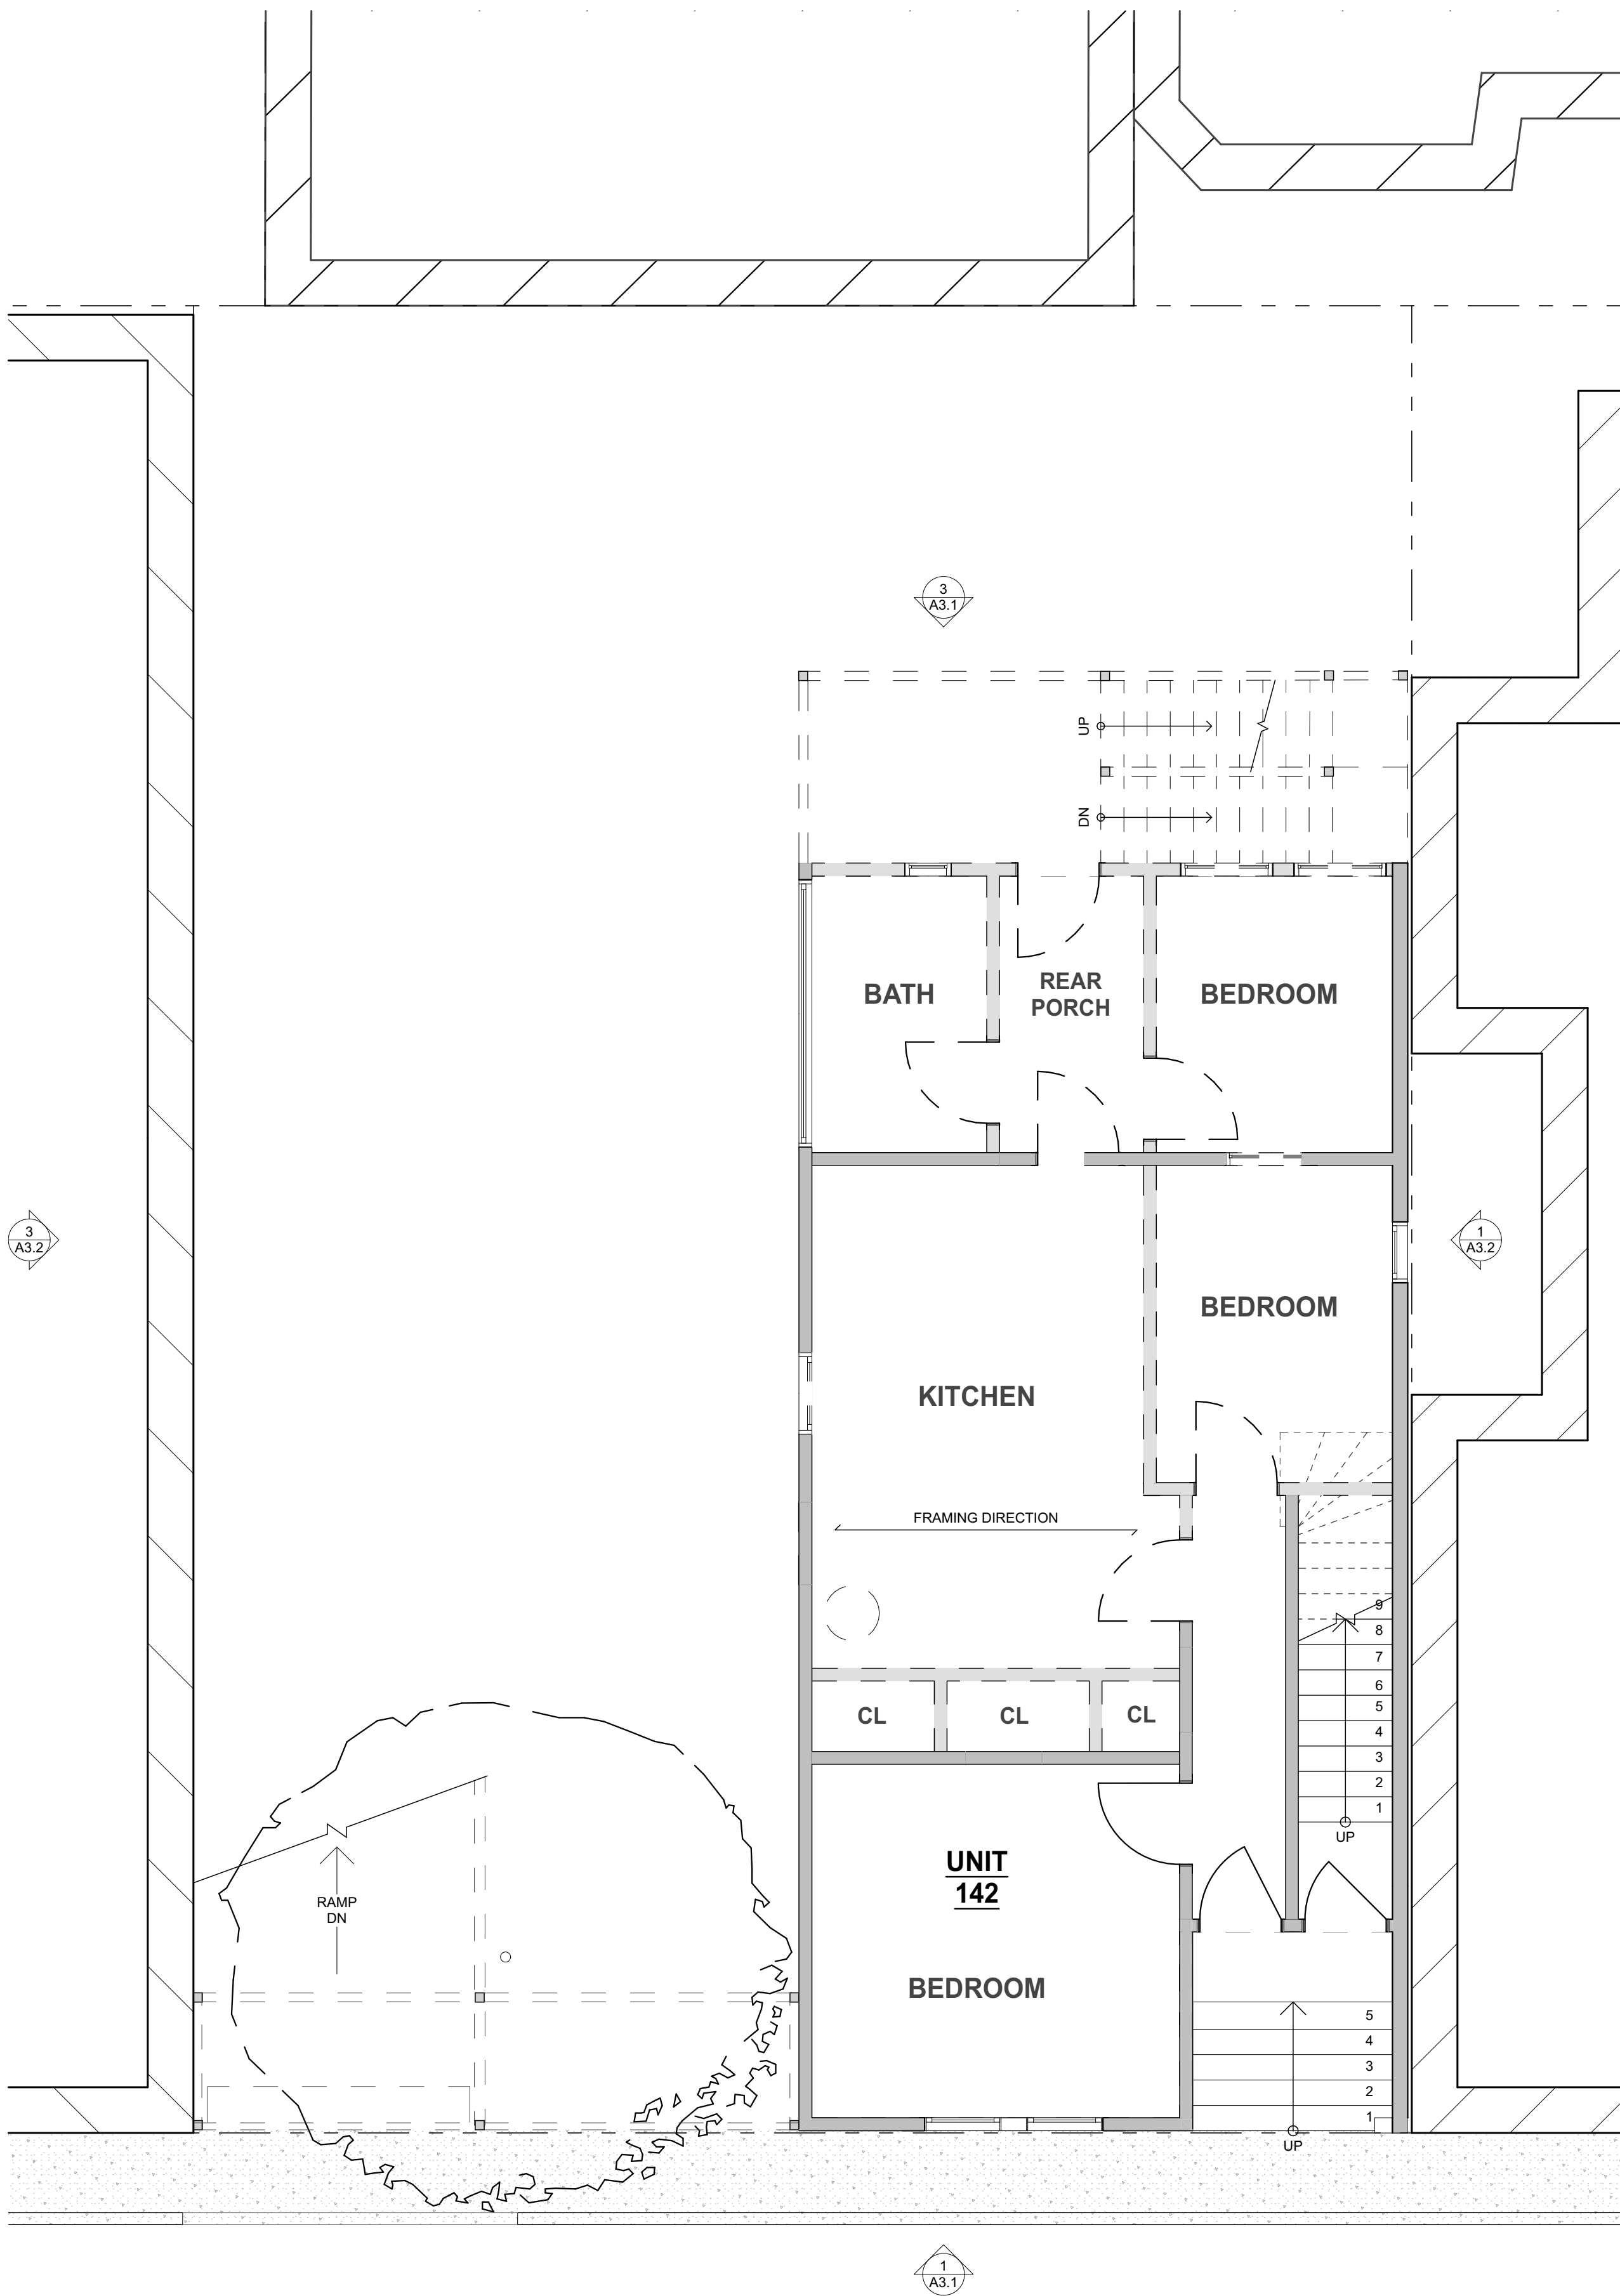 3
A3.1
UP
DN
BATH
REAR
PORCH
BEDROOM
3
A3.2
1
A3.2
BEDROOM
KITCHEN
FRAMING DIRECTION
9
8
7
6
5
4
3
2
1
UP
CL
CL
CL
UNIT
142
RAMP
DN
BEDROOM
5
4
3
2
1
UP
1
A3.1